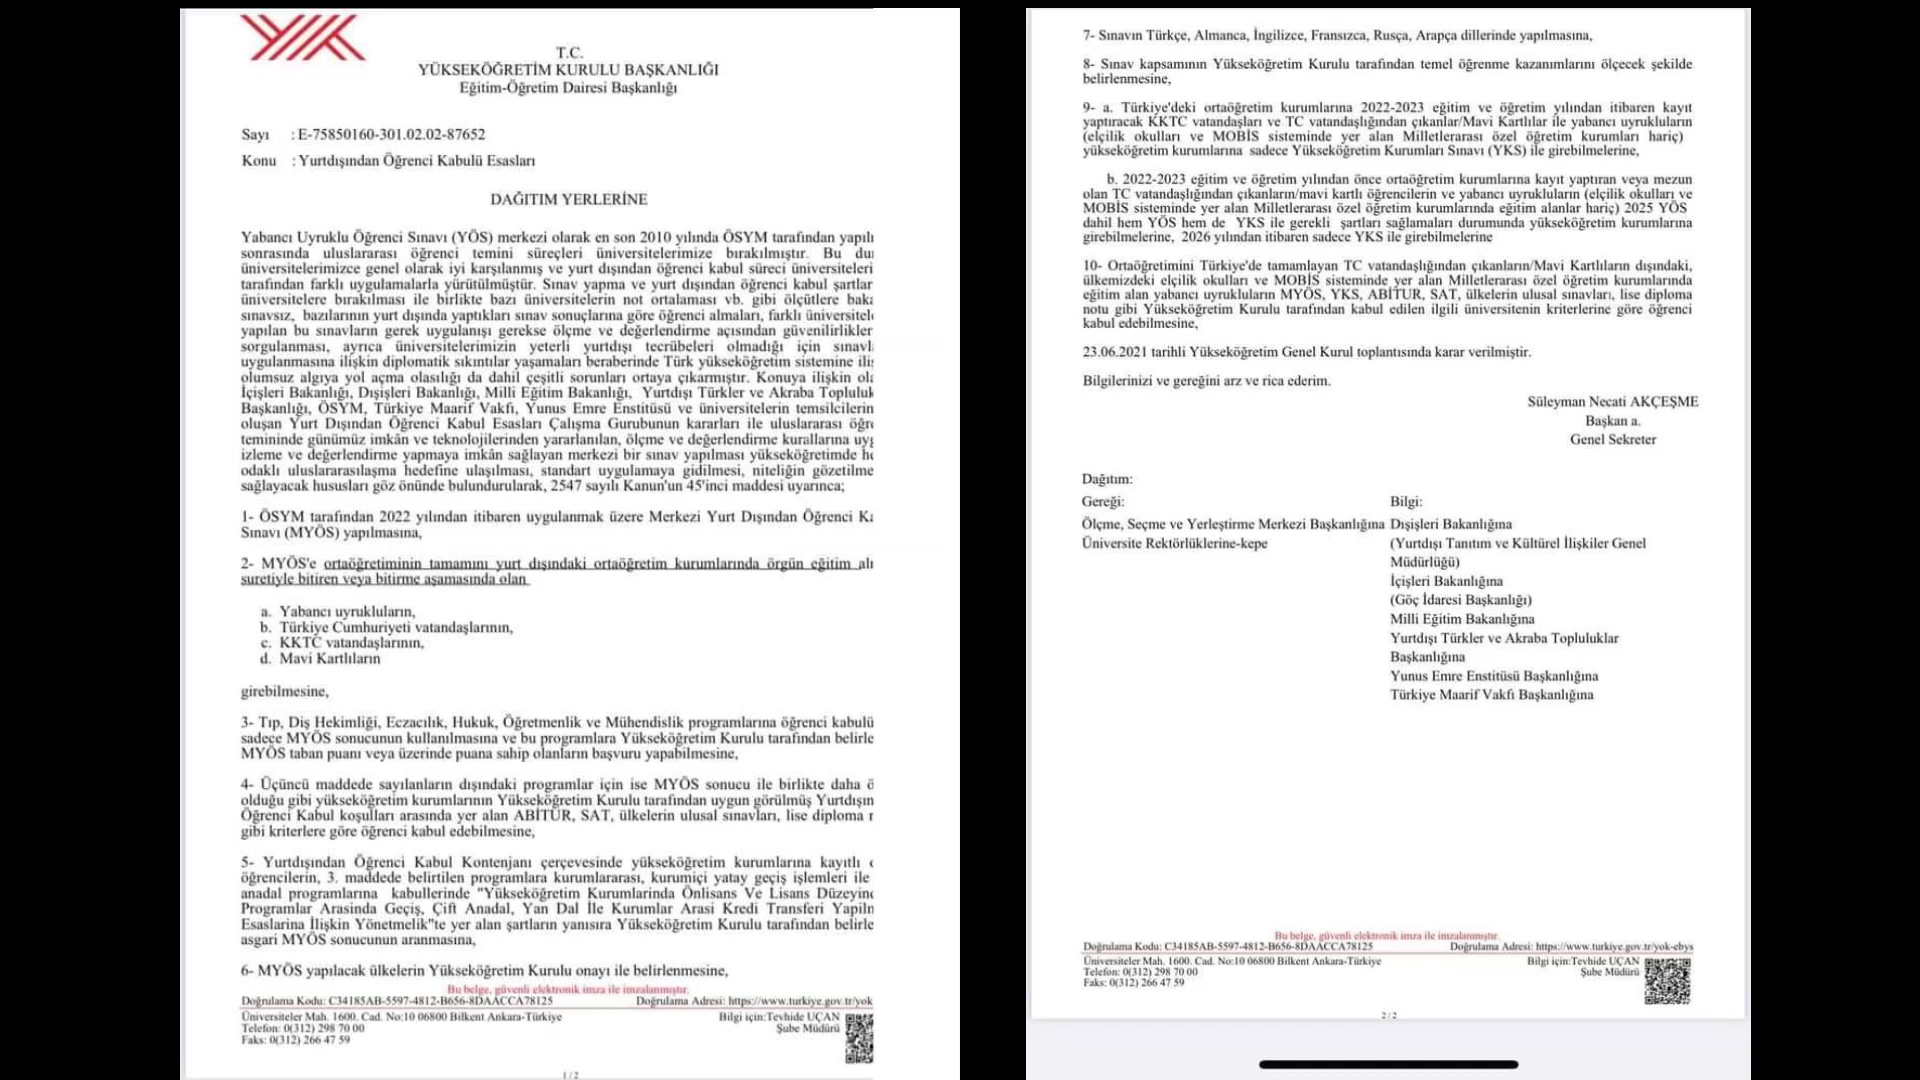 T.C.
YÜKSEKÖĞRETİM KURULU BAŞKANLIĞI
Eğitim-Öğretim Dairesi Başkanlığı
Sayı : E-75850160-301.02.02-87652
Konu : Yurtdışından Öğrenci Kabulü Esasları
DAĞITIM YERLERİNE
Yabancı Uyruklu Öğrenci Sınavı (YÖS) merkezi olarak en son 2010 yılında ÖSYM tarafından
sonrasında uluslararası öğrenci temini süreçleri üniversitelerimize bırakılmıştır. Bu
üniversitelerimizce genel olarak iyi karşılanmış ve yurt dışından öğrenci kabul süreci
tarafından farklı uygulamalarla yürütülmüştür. Sınav yapma ve yurt dışından öğrenci kabul
üniversitelere bırakılması ile birlikte bazı üniversitelerin not ortalaması vb. gibi ölçütlere
sınavsız, bazılarının yurt dışında yaptıkları sınav sonuçlarına göre öğrenci almaları, farklı
yapılan bu sınavların gerek uygulanışı gerekse ölçme ve değerlendirme açısından
sorgulanması, ayrıca üniversitelerimizin yeterli yurtdışı tecrübeleri olmadığı için
uygulanmasına ilişkin diplomatik sıkıntılar yaşamaları beraberinde Türk yükseköğretim sistemine
olumsuz algıya yol açma olasılığı da dahil çeşitli sorunları ortaya çıkarmıştır. Konuya ilişkin
İçişleri Bakanlığı, Dışişleri Bakanlığı, Milli Eğitim Bakanlığı, Yurtdışı Türkler ve Akraba
Başkanlığı, ÖSYM, Türkiye Maarif Vakfı, Yunus Emre Enstitüsü ve üniversitelerin
oluşan Yurt Dışından Öğrenci Kabul Esasları Çalışma Gurubunun kararları ile uluslararası
temininde günümüz imkân ve teknolojilerinden yararlanılan, ölçme ve değerlendirme kurallarına
izleme ve değerlendirme yapmaya imkân sağlayan merkezi bir sınav yapılması yükseköğretimde
odaklı uluslararasılaşma hedefine ulaşılması, standart uygulamaya gidilmesi, niteliğin
sağlayacak hususları göz önünde bulundurularak, 2547 sayılı Kanun'un 45'inci maddesi uyarınca;
1- ÖSYM tarafından 2022 yılından itibaren uygulanmak üzere Merkezi Yurt Dışından Öğrenci
Sınavı (MYÖS) yapılmasına,
2- MYÖS'e ortaöğretiminin tamamını yurt dışındaki ortaöğretim kurumlarında örgün eğitim
suretiyle bitiren veya bitirme aşamasında olan
a. Yabancı uyrukluların,
b. Türkiye Cumhuriyeti vatandaşlarının,
c. KKTC vatandaşlarının,
d. Mavi Kartlıların
girebilmesine,
3- Tıp, Diş Hekimliği, Eczacılık, Hukuk, Öğretmenlik ve Mühendislik programlarına öğrenci
sadece MYÖS sonucunun kullanılmasına ve bu programlara Yükseköğretim Kurulu tarafından
MYÖS taban puanı veya üzerinde puana sahip olanların başvuru yapabilmesine,
4- Üçüncü maddede sayılanların dışındaki programlar için ise MYÖS sonucu ile birlikte daha
olduğu gibi yükseköğretim kurumlarının Yükseköğretim Kurulu tarafından uygun görülmüş
Öğrenci Kabul koşulları arasında yer alan ABİTUR, SAT, ülkelerin ulusal sınavları, lise diploma
gibi kriterlere göre öğrenci kabul edebilmesine,
5- Yurtdışından Öğrenci Kabul Kontenjanı çerçevesinde yükseköğretim kurumlarına kayıtlı
öğrencilerin, 3. maddede belirtilen programlara kurumlararası, kurumiçi yatay geçiş işlemleri ile
anadal programlarına kabullerinde "Yükseköğretim Kurumlarinda Önlisans Ve Lisans
Programlar Arasinda Geçiş, Çift Anadal, Yan Dal İle Kurumlar Arasi Kredi Transferi
Esaslarina İlişkin Yönetmelik"te yer alan şartların yanısıra Yükseköğretim Kurulu tarafından
asgari MYÖS sonucunun aranmasına,
6- MYÖS yapılacak ülkelerin Yükseköğretim Kurulu onayı ile belirlenmesine,
Bu belge, güvenli elektronik imza ile imzalanmıştır.
Doğrulama Kodu: C34185AB-5597-4812-B656-8DAACCA78125 Doğrulama Adresi: https://www.turkiye.gov.tr/yok
Üniversiteler Mah. 1600. Cad. No:10 06800 Bilkent Ankara-Türkiye Bilgi için:Tevhide UÇAN
Telefon: 0(312) 298 70 00 Şube Müdürü
Faks: 0(312) 266 47 59
1/2
7- Sınavın Türkçe, Almanca, İngilizce, Fransızca, Rusça, Arapça dillerinde yapılmasına,
8- Sınav kapsamının Yükseköğretim Kurulu tarafından temel öğrenme kazanımlarını ölçecek şekilde
belirlenmesine,
9- a. Türkiye'deki ortaöğretim kurumlarına 2022-2023 eğitim ve öğretim yılından itibaren kayıt
yaptıracak KKTC vatandaşları ve TC vatandaşlığından çıkanlar/Mavi Kartlılar ile yabancı uyrukluların
(elçilik okulları ve MOBİS sisteminde yer alan Milletlerarası özel öğretim kurumları hariç)
yükseköğretim kurumlarına sadece Yükseköğretim Kurumları Sınavı (YKS) ile girebilmelerine,
b. 2022-2023 eğitim ve öğretim yılından önce ortaöğretim kurumlarına kayıt yaptıran veya mezun
olan TC vatandaşlığından çıkanların/mavi kartlı öğrencilerin ve yabancı uyrukluların (elçilik okulları ve
MOBİS sisteminde yer alan Milletlerarası özel öğretim kurumlarında eğitim alanlar hariç) 2025 YÖS
dahil hem YÖS hem de YKS ile gerekli şartları sağlamaları durumunda yükseköğretim kurumlarına
girebilmelerine, 2026 yılından itibaren sadece YKS ile girebilmelerine
10- Ortaöğretimini Türkiye'de tamamlayan TC vatandaşlığından çıkanların/Mavi Kartlıların dışındaki,
ülkemizdeki elçilik okulları ve MOBİS sisteminde yer alan Milletlerarası özel öğretim kurumlarında
eğitim alan yabancı uyrukluların MYÖS, YKS, ABITUR, SAT, ülkelerin ulusal sınavları, lise diploma
notu gibi Yükseköğretim Kurulu tarafından kabul edilen ilgili üniversitenin kriterlerine göre öğrenci
kabul edebilmesine,
23.06.2021 tarihli Yükseköğretim Genel Kurul toplantısında karar verilmiştir.
Bilgilerinizi ve gereğini arz ve rica ederim.
Süleyman Necati AKÇEŞME
Başkan a.
Genel Sekreter
Dağıtım:
Gereği: Bilgi:
Ölçme, Seçme ve Yerleştirme Merkezi Başkanlığına Dışişleri Bakanlığına
Üniversite Rektörlüklerine-kepe (Yurtdışı Tanıtım ve Kültürel İlişkiler Genel
Müdürlüğü)
İçişleri Bakanlığına
(Göç İdaresi Başkanlığı)
Milli Eğitim Bakanlığına
Yurtdışı Türkler ve Akraba Topluluklar
Başkanlığına
Yunus Emre Enstitüsü Başkanlığına
Türkiye Maarif Vakfı Başkanlığına
Bu belge, güvenli elektronik imza ile imzalanmıştır.
Doğrulama Kodu: C34185AB-5597-4812-B656-8DAACCA78125 Doğrulama Adresi: https://www.turkiye.gov.tr/yok-ebys
Üniversiteler Mah. 1600. Cad. No:10 06800 Bilkent Ankara-Türkiye Bilgi için:Tevhide UÇAN
Telefon: 0(312) 298 70 00 Şube Müdürü
Faks: 0(312) 266 47 59
2/2